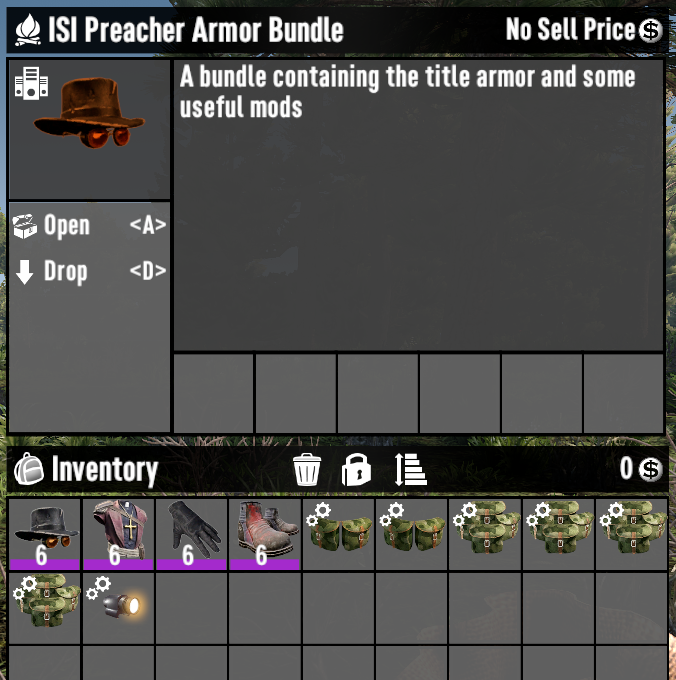 ISI Preacher Armor Bundle
No Sell Price
A bundle containing the title armor and some
useful mods
Open <A>
Drop <D>
Inventory
0
6 6 6 6